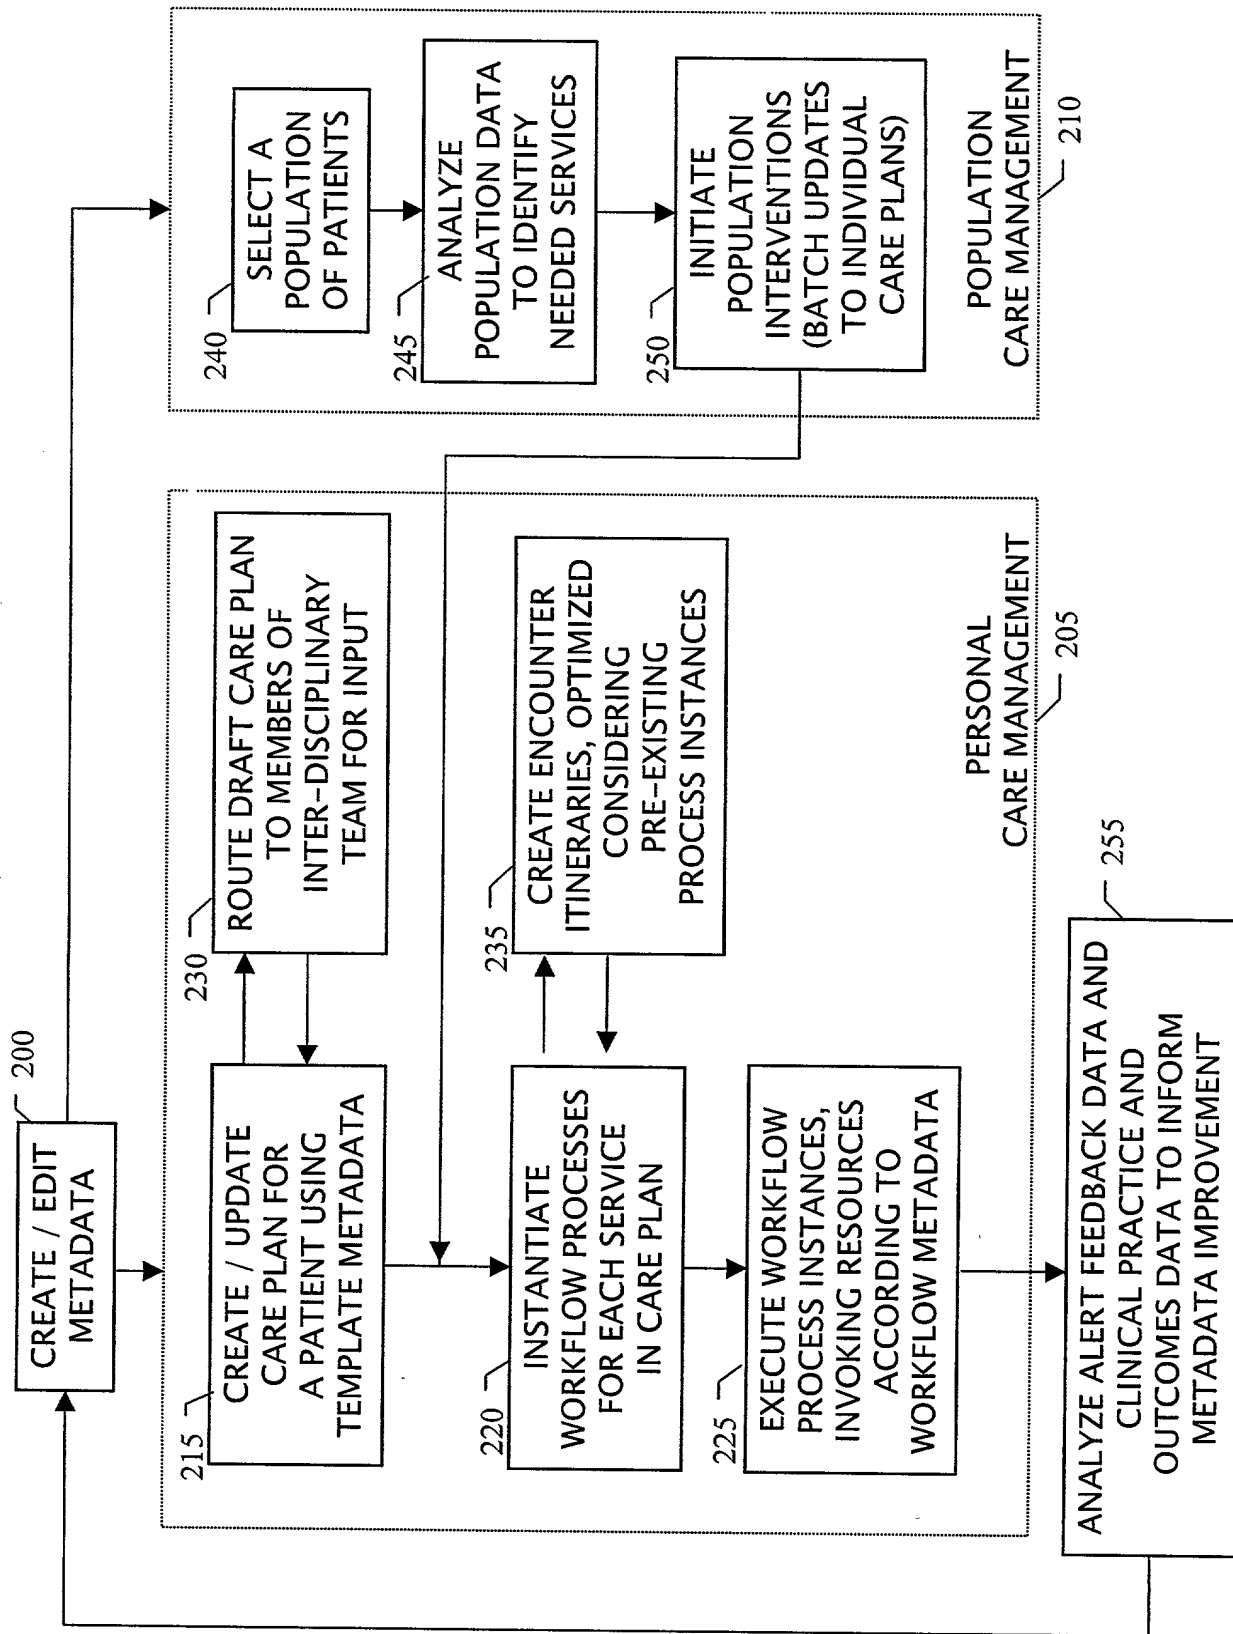 200
CREATE / EDIT
METADATA
215
CREATE / UPDATE
CARE PLAN FOR
A PATIENT USING
TEMPLATE METADATA
230
ROUTE DRAFT CARE PLAN
TO MEMBERS OF
INTER-DISCIPLINARY
TEAM FOR INPUT
220
INSTANTIATE
WORKFLOW PROCESSES
FOR EACH SERVICE
IN CARE PLAN
235
CREATE ENCOUNTER
ITINERARIES, OPTIMIZED
CONSIDERING
PRE-EXISTING
PROCESS INSTANCES
225
EXECUTE WORKFLOW
PROCESS INSTANCES,
INVOKING RESOURCES
ACCORDING TO
WORKFLOW METADATA
PERSONAL
CARE MANAGEMENT
205
240
SELECT A
POPULATION
OF PATIENTS
245
ANALYZE
POPULATION DATA
TO IDENTIFY
NEEDED SERVICES
250
INITIATE
POPULATION
INTERVENTIONS
(BATCH UPDATES
TO INDIVIDUAL
CARE PLANS)
POPULATION
CARE MANAGEMENT
210
255
ANALYZE ALERT FEEDBACK DATA AND
CLINICAL PRACTICE AND
OUTCOMES DATA TO INFORM
METADATA IMPROVEMENT